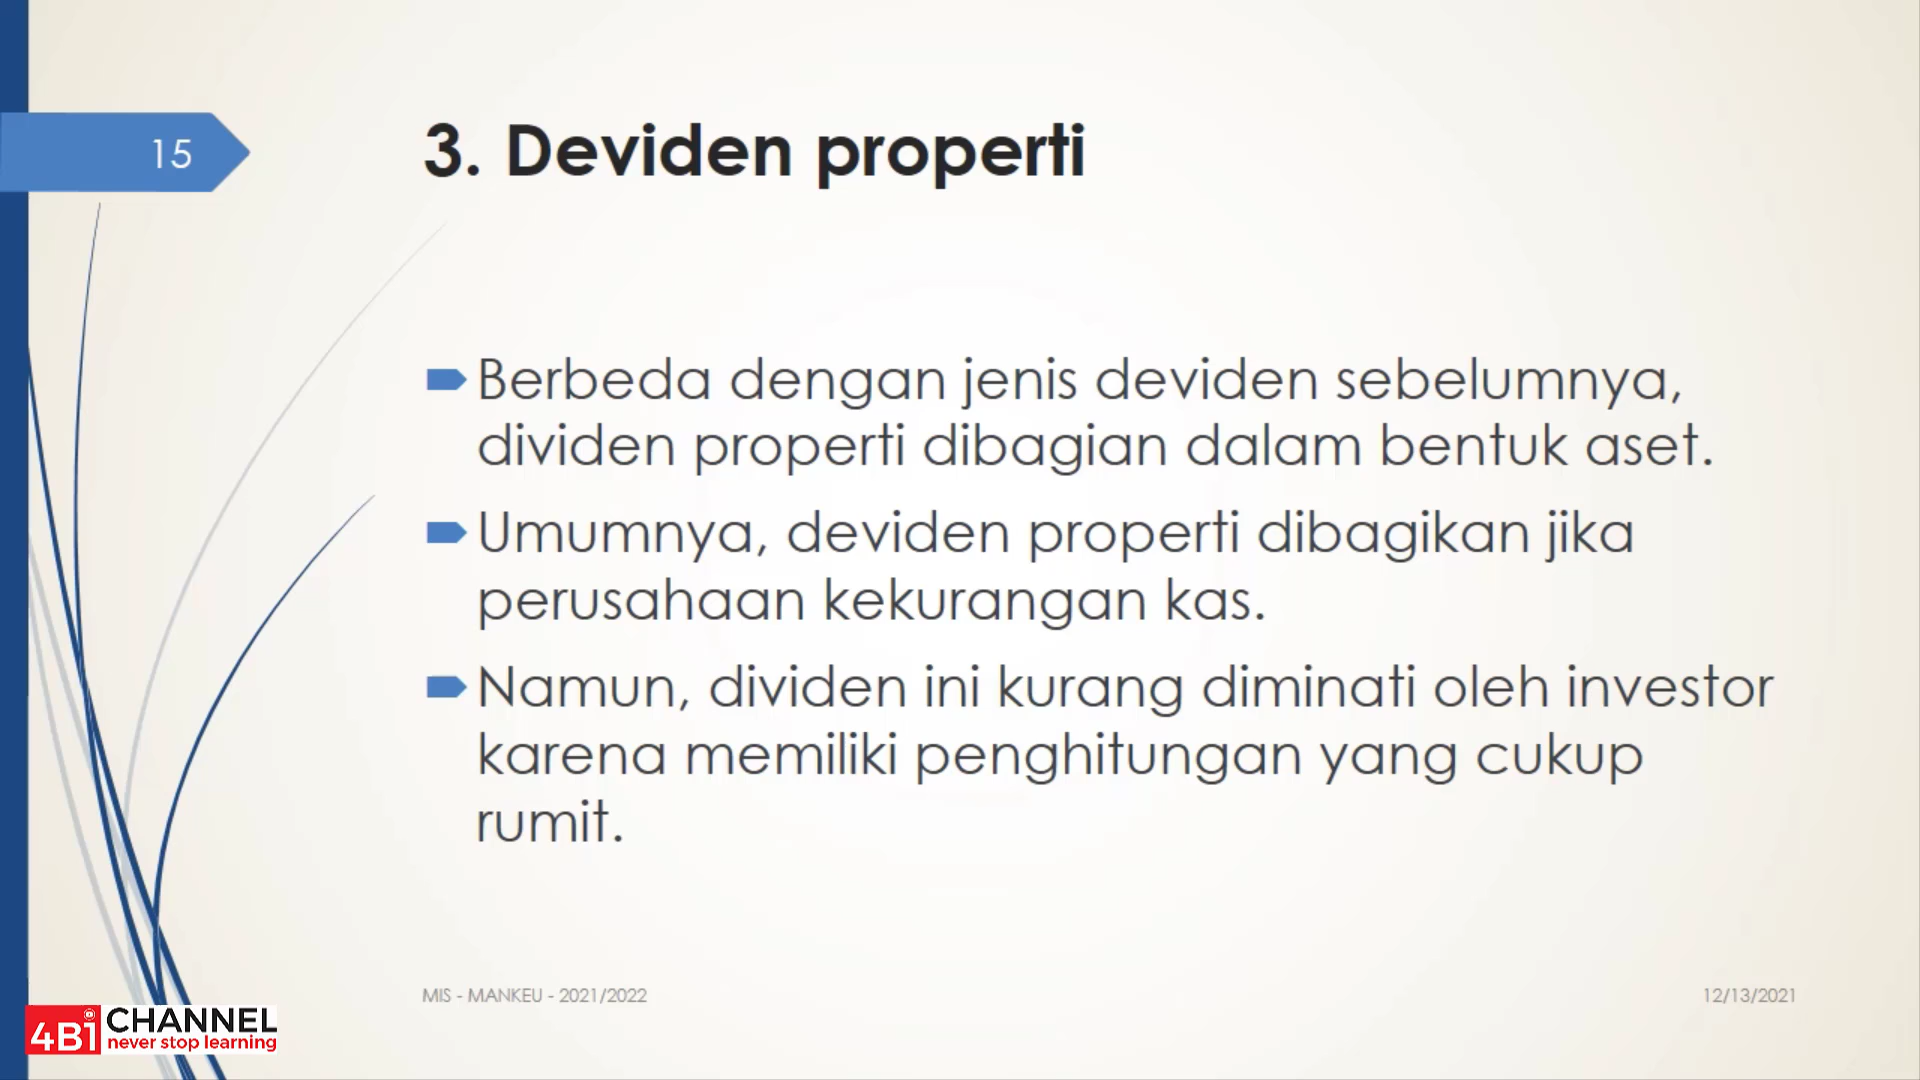 15
3. Deviden properti
Berbeda dengan jenis deviden sebelumnya,
dividen properti dibagian dalam bentuk aset.
Umumnya, deviden properti dibagikan jika
perusahaan kekurangan kas.
Namun, dividen ini kurang diminati oleh investor
karena memiliki penghitungan yang cukup
rumit.
MIS - MANKEU - 2021/2022
12/13/2021
4Bi CHANNEL
never stop learning